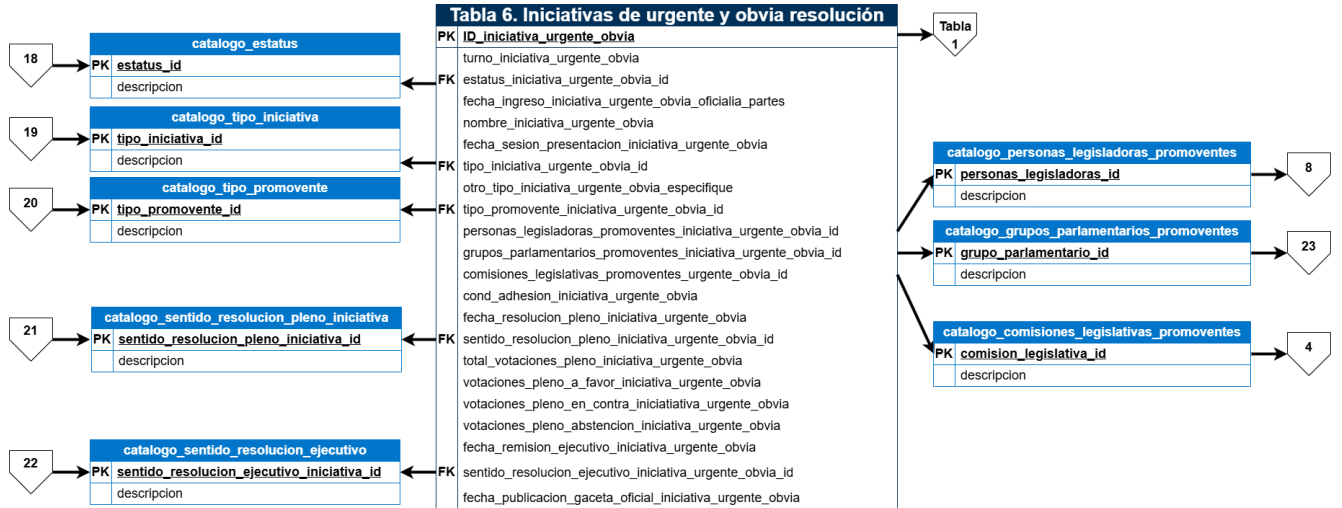 18
catalogo_estatus
PK estatus_id
descripcion
19
catalogo_tipo_iniciativa
PK tipo_iniciativa_id
descripcion
20
catalogo_tipo_promovente
PK tipo_promovente_id
descripcion
21
catalogo_sentido_resolucion_pleno_iniciativa
PK sentido_resolucion_pleno_iniciativa_id
descripcion
22
catalogo_sentido_resolucion_ejecutivo
PK sentido_resolucion_ejecutivo_iniciativa_id
descripcion
Tabla 6. Iniciativas de urgente y obvia resolución
PK ID_iniciativa_urgente_obvia
turno_iniciativa_urgente_obvia
FK estatus_iniciativa_urgente_obvia_id
fecha_ingreso_iniciativa_urgente_obvia_oficialia_partes
nombre_iniciativa_urgente_obvia
fecha_sesion_presentacion_iniciativa_urgente_obvia
FK tipo_iniciativa_urgente_obvia_id
otro_tipo_iniciativa_urgente_obvia_especifique
FK tipo_promovente_iniciativa_urgente_obvia_id
personas_legisladoras_promoventes_iniciativa_urgente_obvia_id
grupos_parlamentarios_promoventes_iniciativa_urgente_obvia_id
comisiones_legislativas_promoventes_urgente_obvia_id
cond_adhesion_iniciativa_urgente_obvia
fecha_resolucion_pleno_iniciativa_urgente_obvia
FK sentido_resolucion_pleno_iniciativa_urgente_obvia_id
total_votaciones_pleno_iniciativa_urgente_obvia
votaciones_pleno_a_favor_iniciativa_urgente_obvia
votaciones_pleno_en_contra_iniciatiativa_urgente_obvia
votaciones_pleno_abstencion_iniciativa_urgente_obvia
fecha_remision_ejecutivo_iniciativa_urgente_obvia
FK sentido_resolucion_ejecutivo_iniciativa_urgente_obvia_id
fecha_publicacion_gaceta_oficial_iniciativa_urgente_obvia
Tabla
1
catalogo_personas_legisladoras_promoventes
PK personas_legisladoras_id
descripcion
8
catalogo_grupos_parlamentarios_promoventes
PK grupo_parlamentario_id
descripcion
23
catalogo_comisiones_legislativas_promoventes
PK comision_legislativa_id
descripcion
4